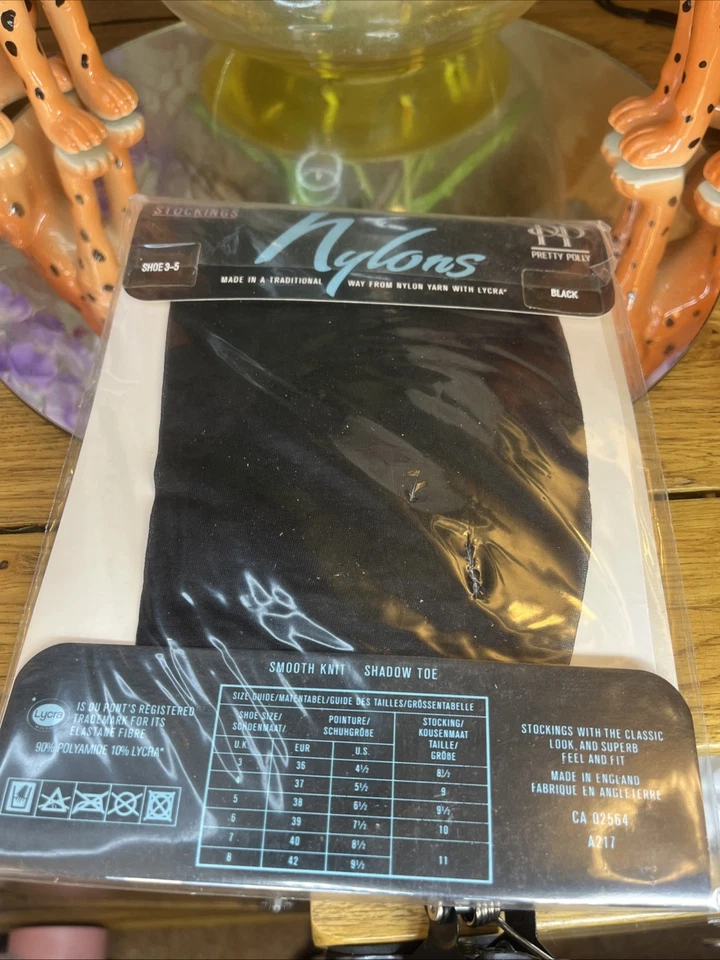 STOCKINGS
Nylons
PP
PRETTY POLLY
SHOE 3-5
MADE IN A TRADITIONAL WAY FROM NYLON YARN WITH LYCRA*
BLACK
SMOOTH KNIT SHADOW TOE
Lycra
IS DU PONT'S REGISTERED
TRADEMARK FOR ITS
ELASTANE FIBRE
90% POLYAMIDE 10% LYCRA*
SIZE GUIDE/MATENTABEL/GUIDE DES TAILLES/GRÖSSENTABELLE
SHOE SIZE/ POINTURE/ STOCKING/
SCHOENMAAT/ SCHUHGRÖßE KOUSENMAAT
TAILLE/
GRÖBE
U.K. EUR U.S.
3 36 4½ 8½
37 5½ 9
5 38 6½ 9½
6 39 7½ 10
7 40 8½
8 42 9½ 11
STOCKINGS WITH THE CLASSIC
LOOK, AND SUPERB
FEEL AND FIT
MADE IN ENGLAND
FABRIQUE EN ANGLETERRE
CA 02564
A217